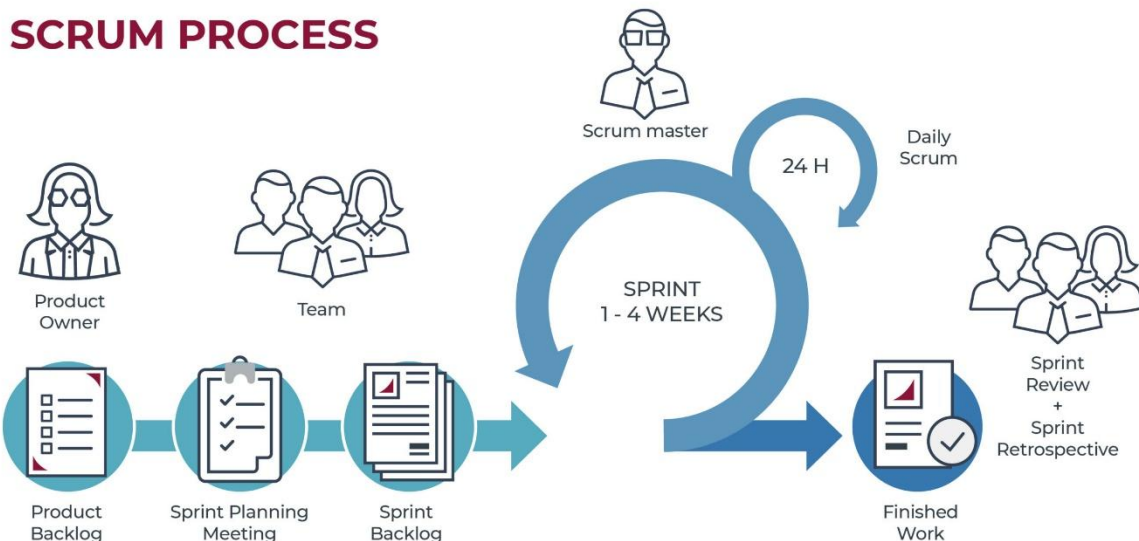 SCRUM PROCESS
Scrum master
24 H
Daily
Scrum
Product
Owner
Team
SPRINT
1 - 4 WEEKS
Sprint
Review
+
Sprint
Retrospective
Product
Backlog
Sprint Planning
Meeting
Sprint
Backlog
Finished
Work